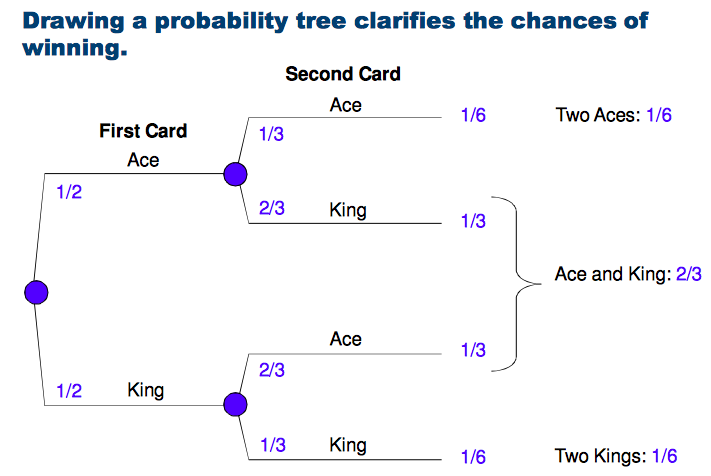 Drawing a probability tree clarifies the chances of
winning.
Second Card
Ace
1/6
Two Aces: 1/6
First Card
1/3
Ace
1/2
2/3
King
1/3
Ace and King: 2/3
Ace
1/3
2/3
1/2
King
1/3
King
1/6
Two Kings: 1/6